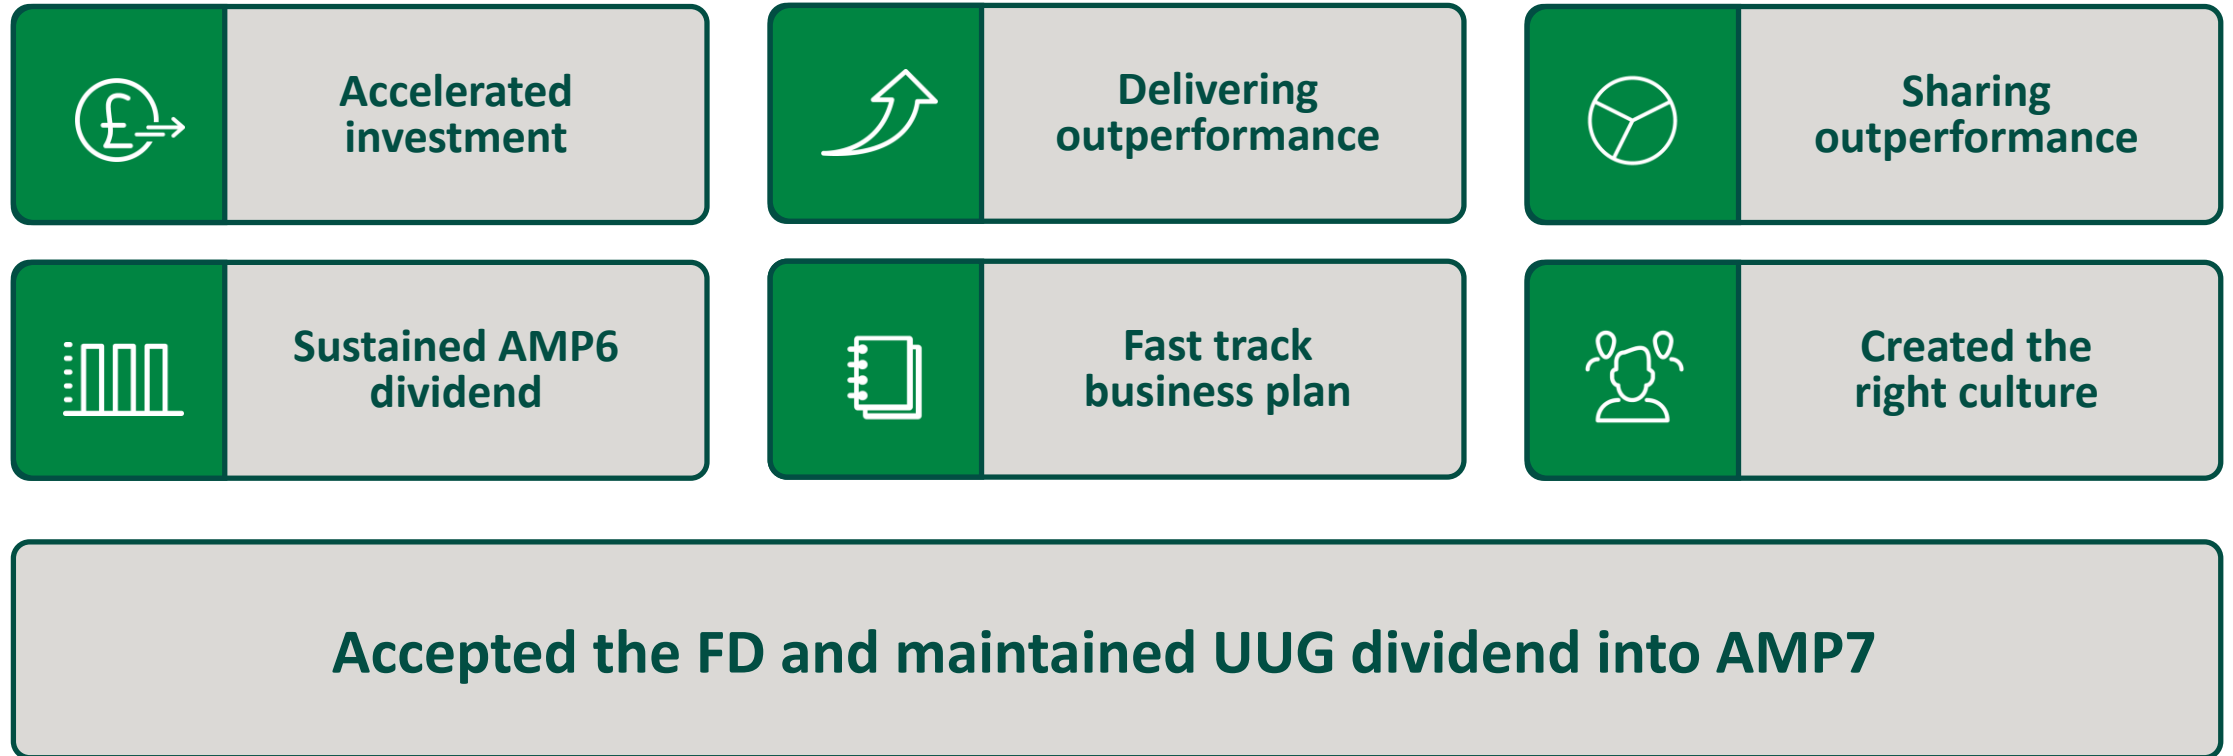 Accelerated
investment
Delivering
outperformance
Sharing
outperformance
Sustained AMP6
dividend
Fast track
business plan
Created the
right culture
Accepted the FD and maintained UUG dividend into AMP7